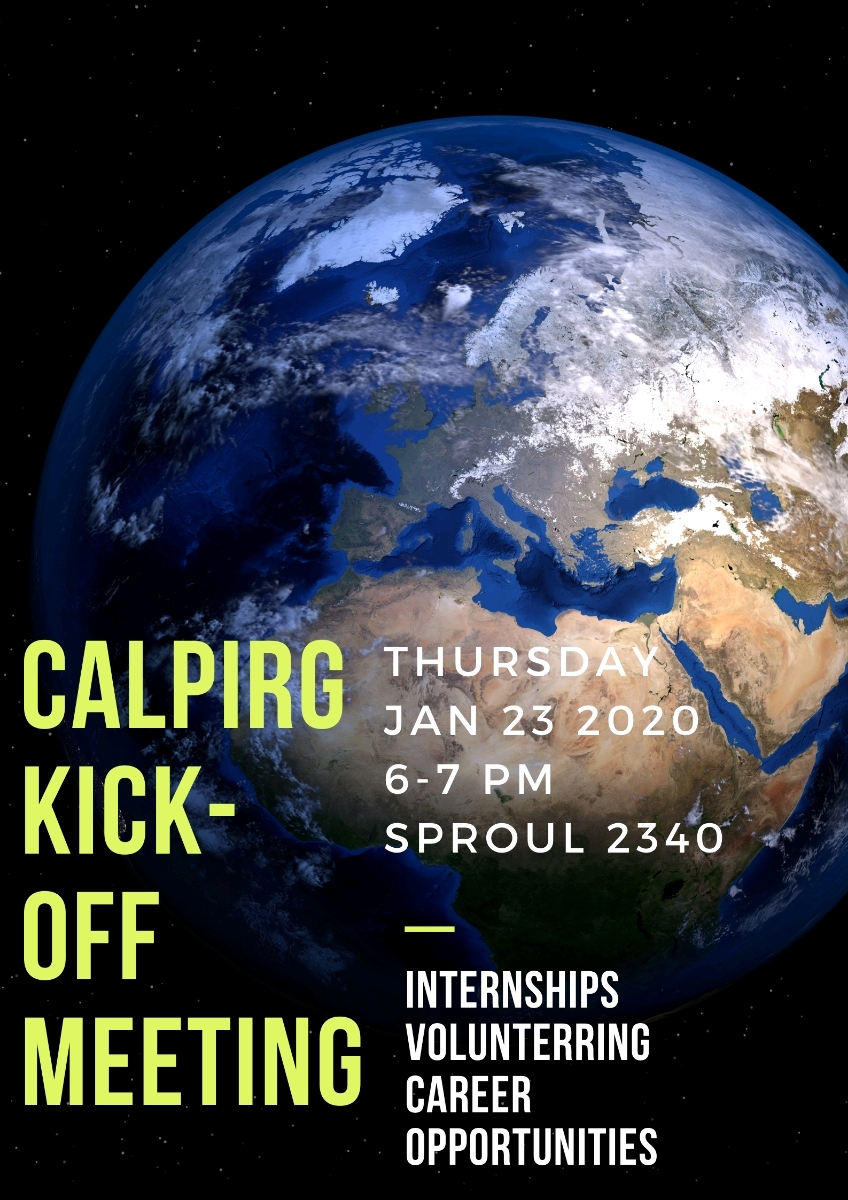 CALPIRG
KICK-
OFF
MEETING
THURSDAY
JAN 23 2020
6-7 PM
SPROUL 2340
INTERNSHIPS
VOLUNTERRING
CAREER
OPPORTUNITIES